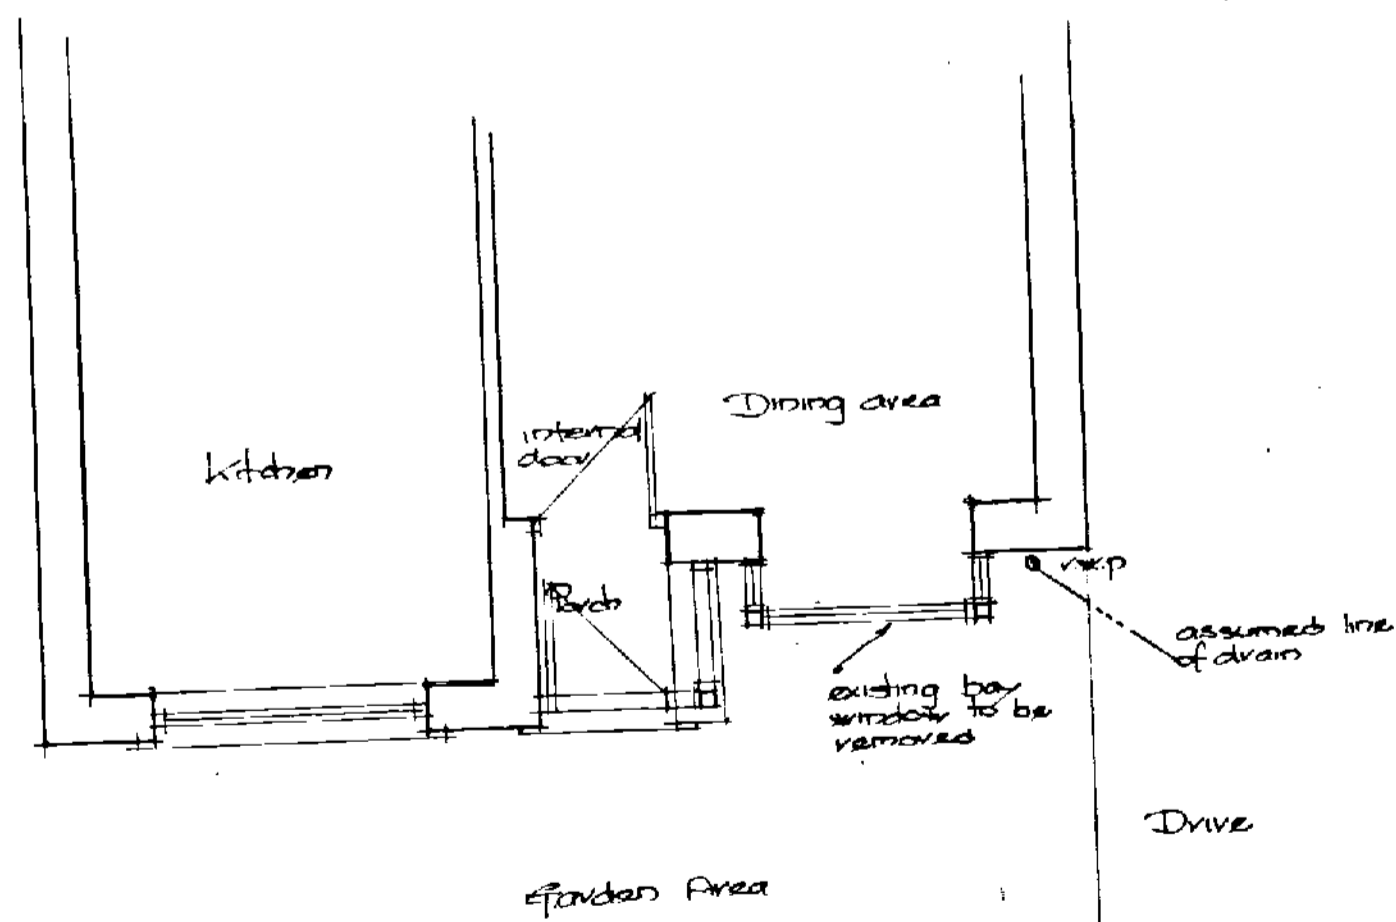 Dining area
internal
door
Kitchen
Porch
r.w.p
assumed line
of drain
existing bay
window to be
removed
Drive
Garden Area